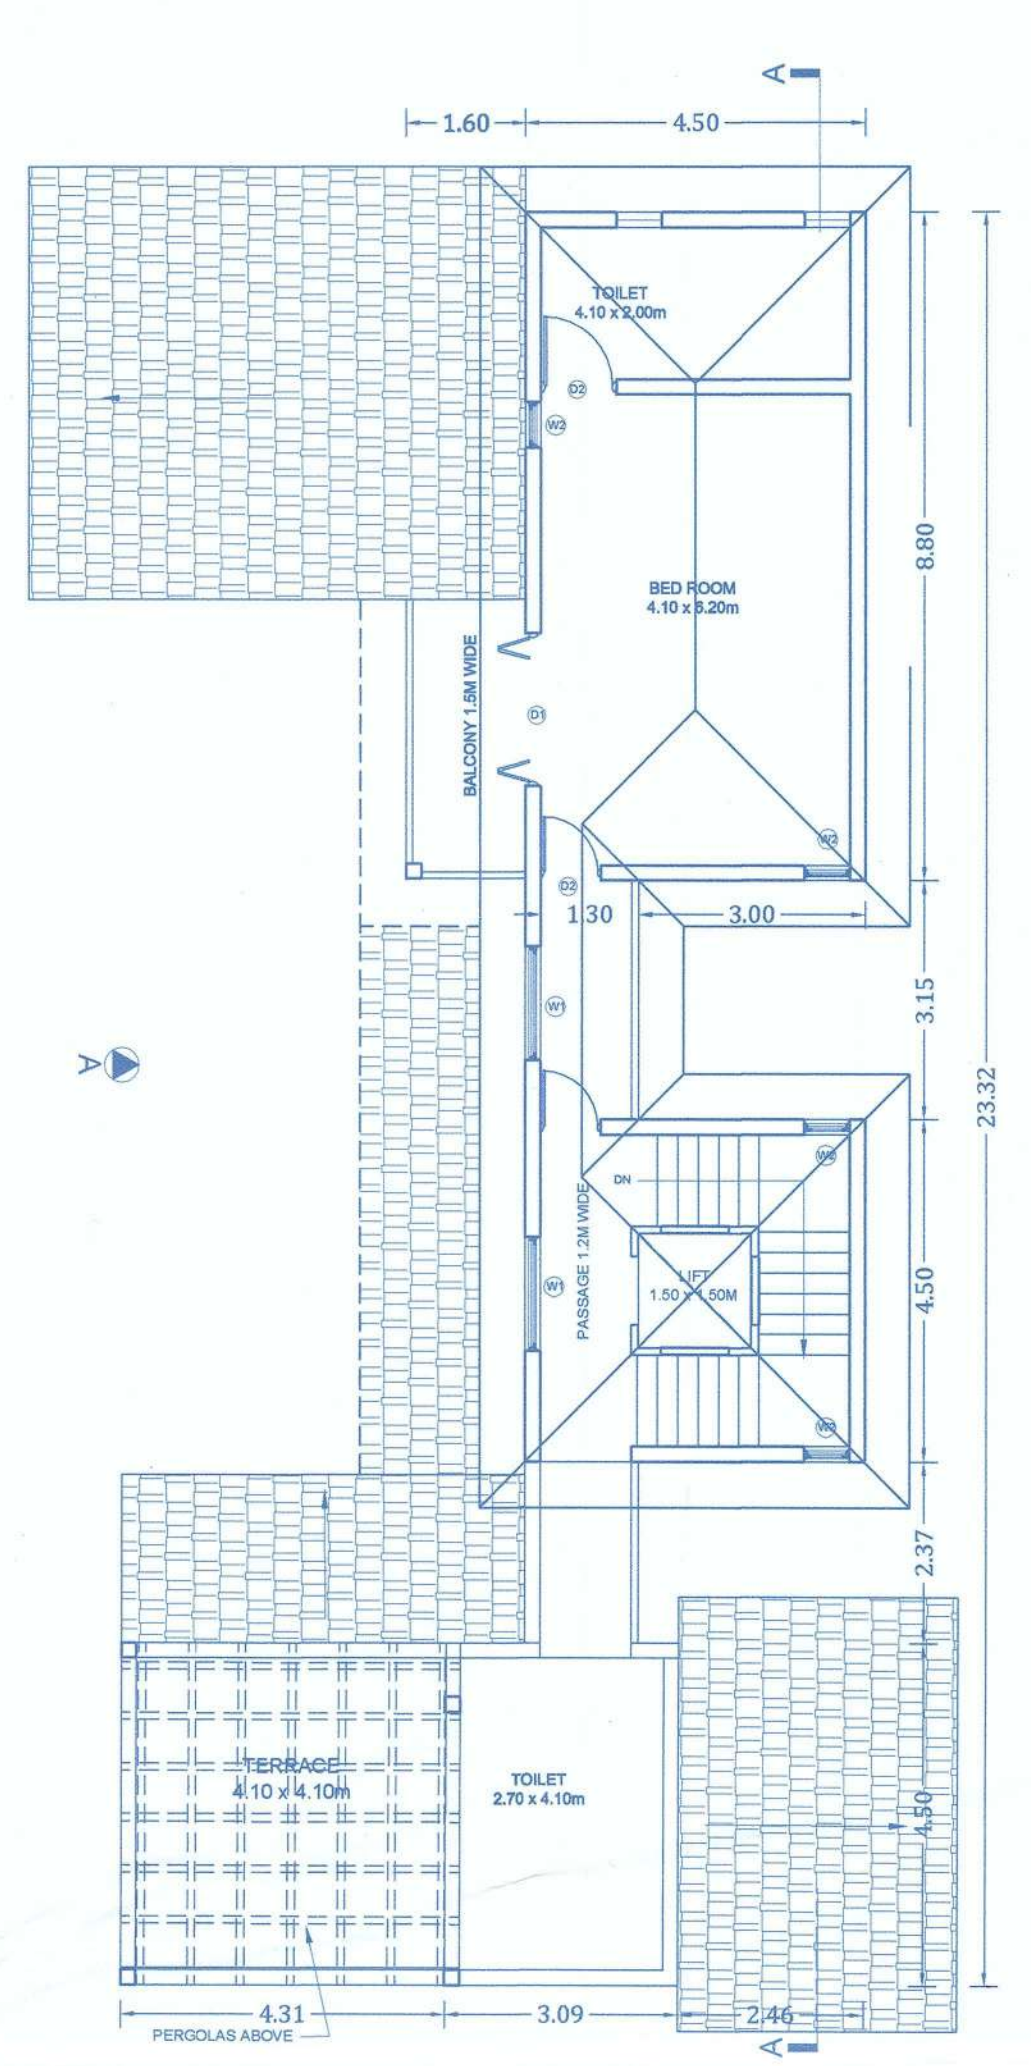 A
1.60
4.50
TOILET
4.10 x 2.00m
D2
W2
8.80
BED ROOM
4.10 x 6.20m
BALCONY 1.5M WIDE
D1
W2
D2
1.30
3.00
3.15
W1
A
23.32
W2
DN
PASSAGE 1.2M WIDE
LIFT
1.50 x 1.50M
W1
4.50
W2
2.37
TERRACE
4.10 x 4.10m
TOILET
2.70 x 4.10m
4.50
4.31
3.09
2.46
PERGOLAS ABOVE
A